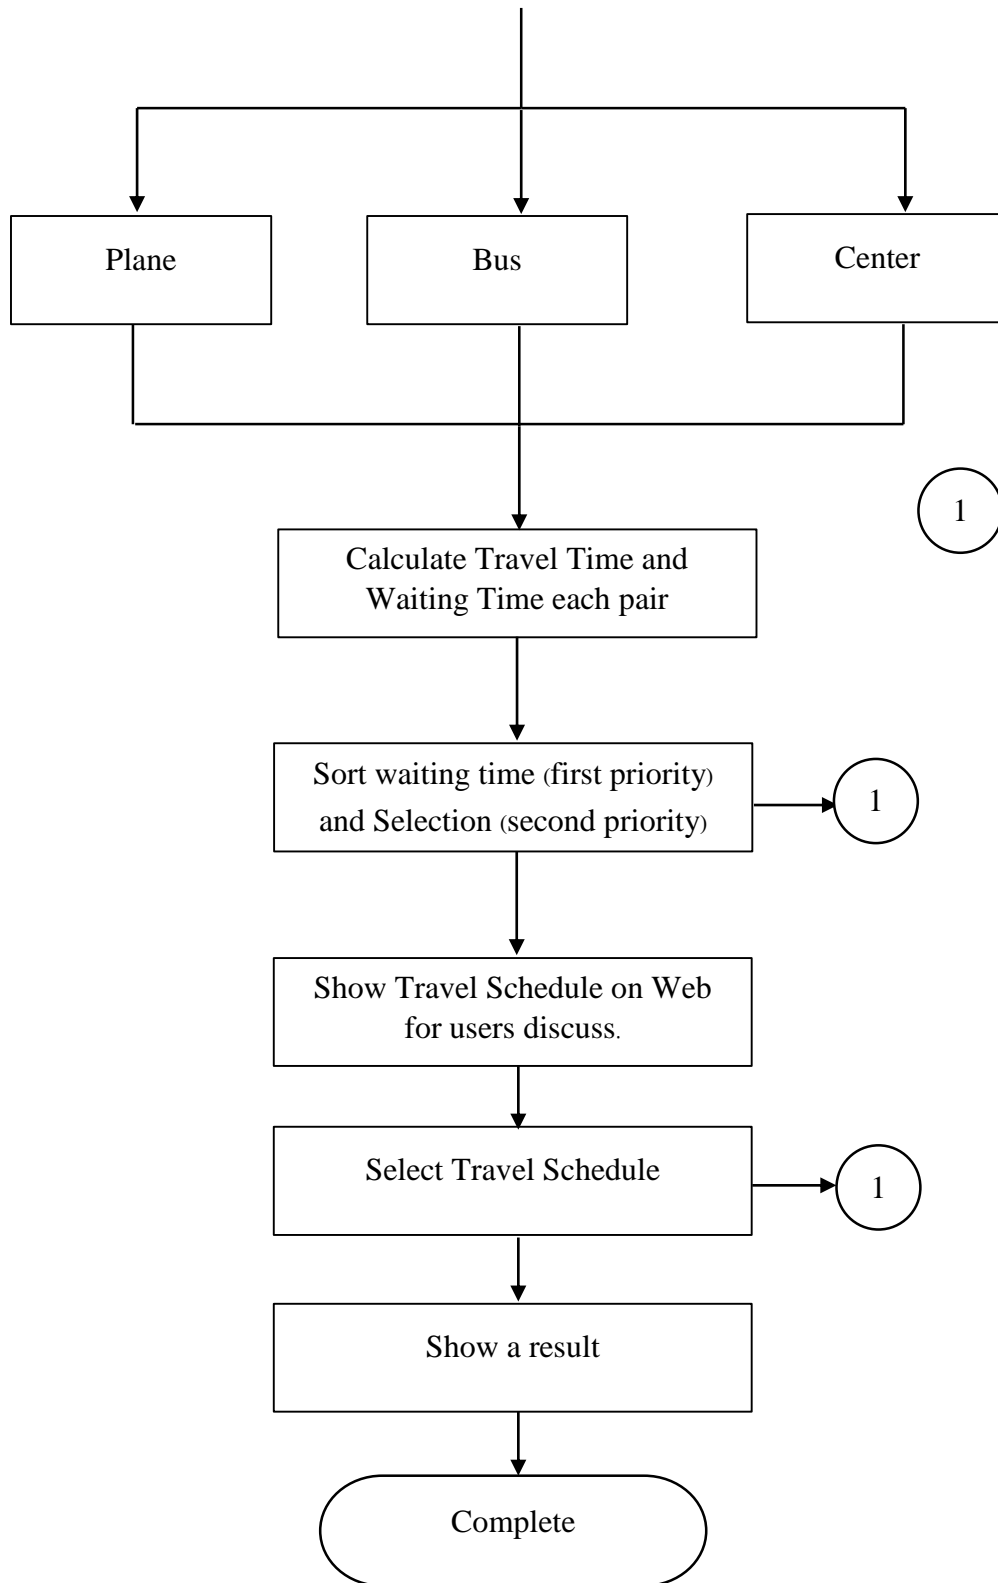 Plane
Bus
Center
1
Calculate Travel Time and
Waiting Time each pair
Sort waiting time (first priority)
and Selection (second priority)
1
Show Travel Schedule on Web
for users discuss.
Select Travel Schedule
1
Show a result
Complete